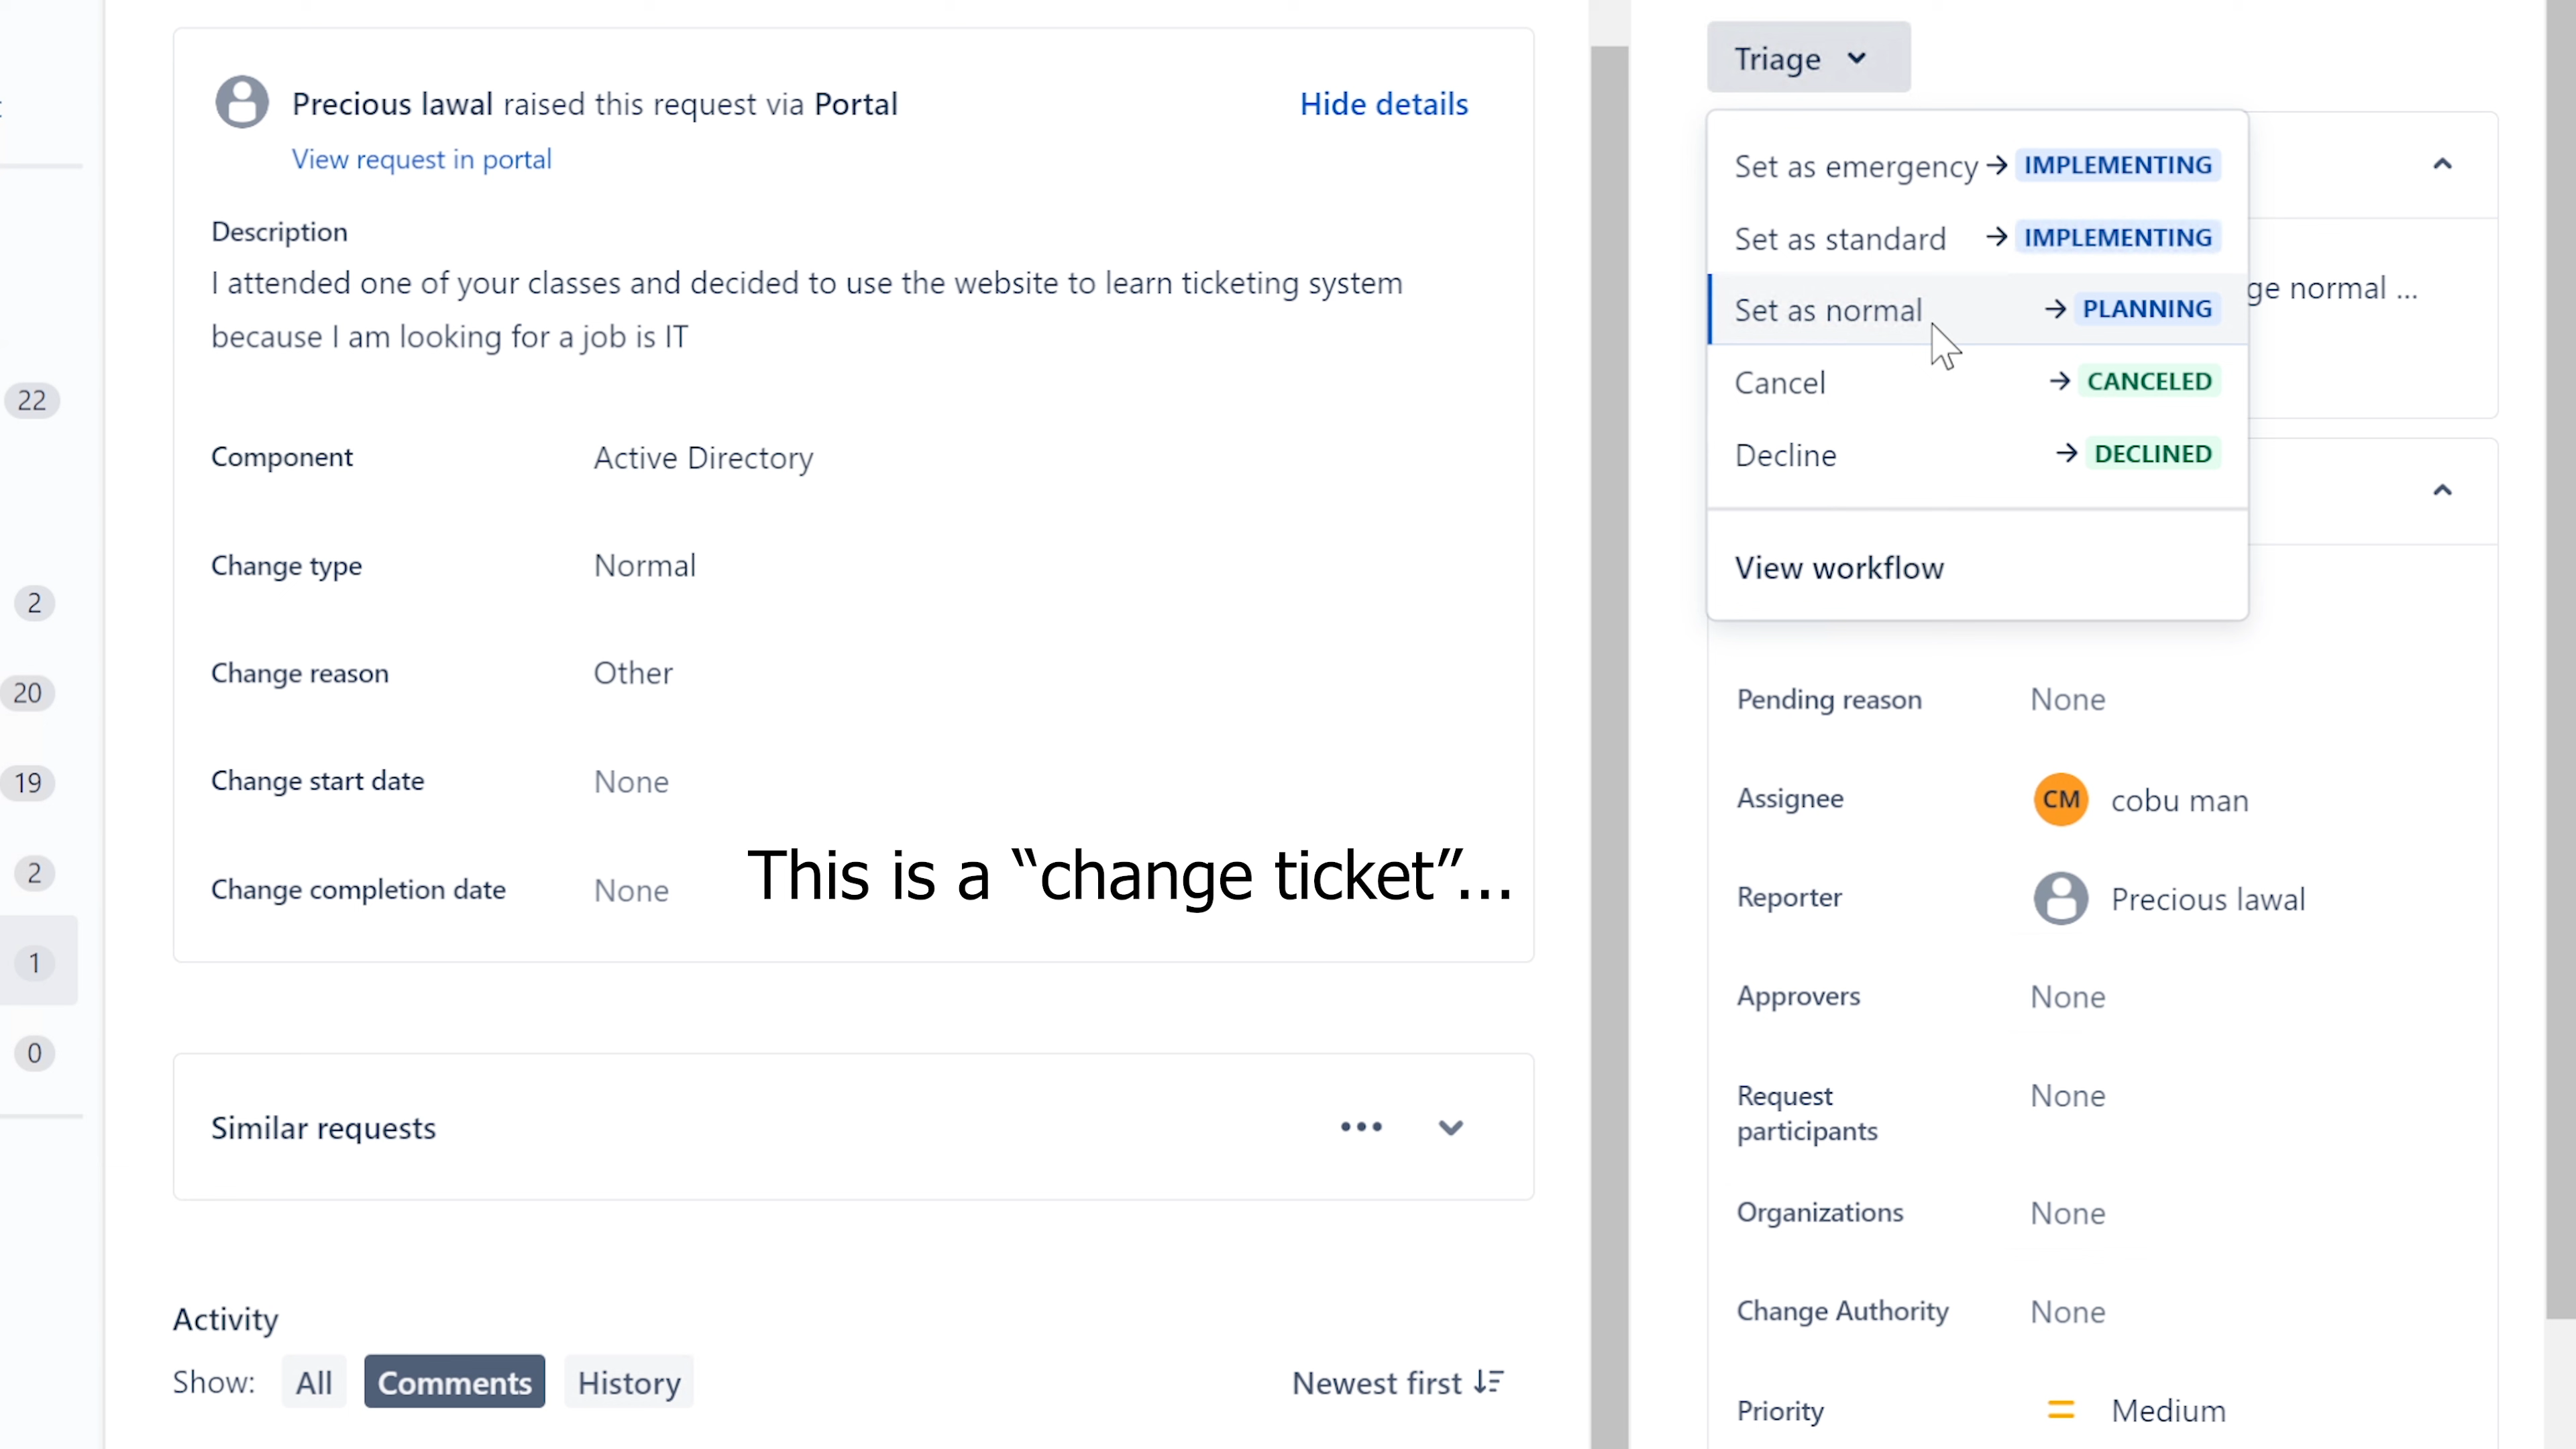 22
2
20
19
2
1
0
Precious lawal raised this request via Portal
Hide details
View request in portal
Description
I attended one of your classes and decided to use the website to learn ticketing system
because I am looking for a job is IT
Component Active Directory
Change type Normal
Change reason Other
Change start date None
Change completion date None
This is a “change ticket”...
Similar requests
Activity
Show: All Comments History
Newest first
Triage
Set as emergency → IMPLEMENTING
Set as standard → IMPLEMENTING
Set as normal → PLANNING
ge normal ...
Cancel → CANCELED
Decline → DECLINED
View workflow
Pending reason None
Assignee CM cobu man
Reporter Precious lawal
Approvers None
Request
participants
None
Organizations None
Change Authority None
Priority Medium